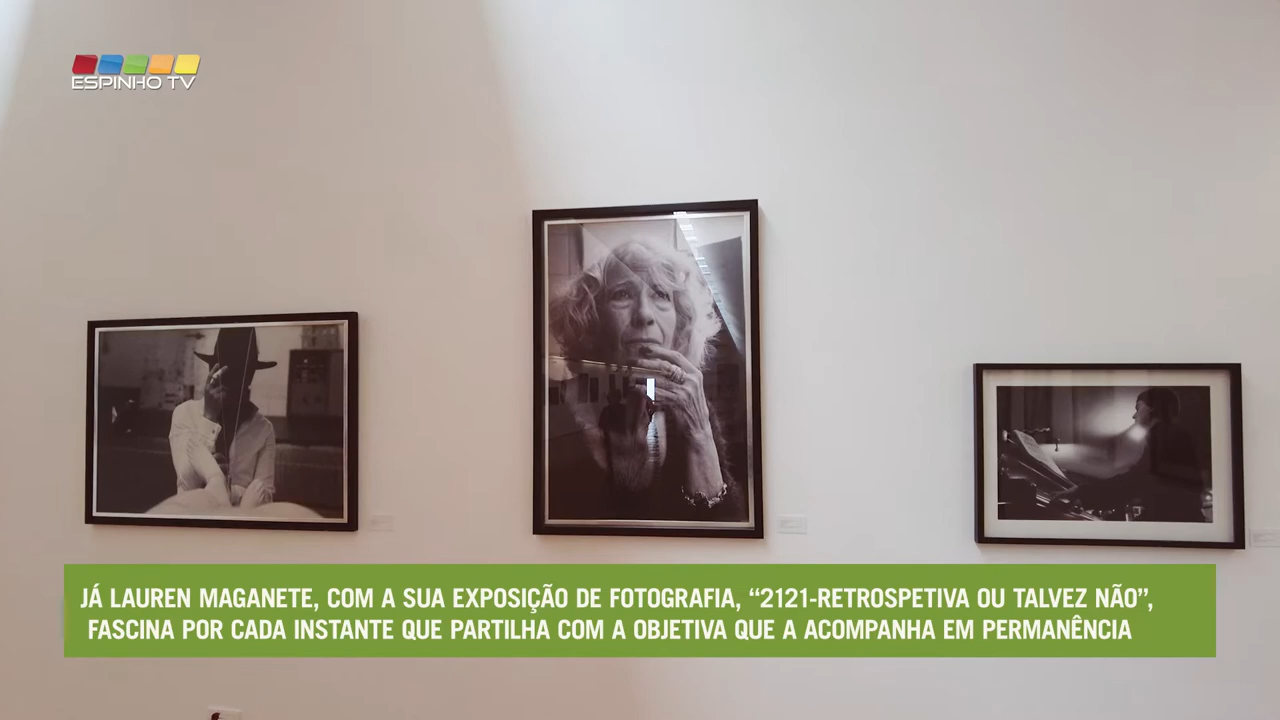 ESPINHO TV
JÁ LAUREN MAGANETE, COM A SUA EXPOSIÇÃO DE FOTOGRAFIA, “2121-RETROSPETIVA OU TALVEZ NÃO”,
FASCINA POR CADA INSTANTE QUE PARTILHA COM A OBJETIVA QUE A ACOMPANHA EM PERMANÊNCIA